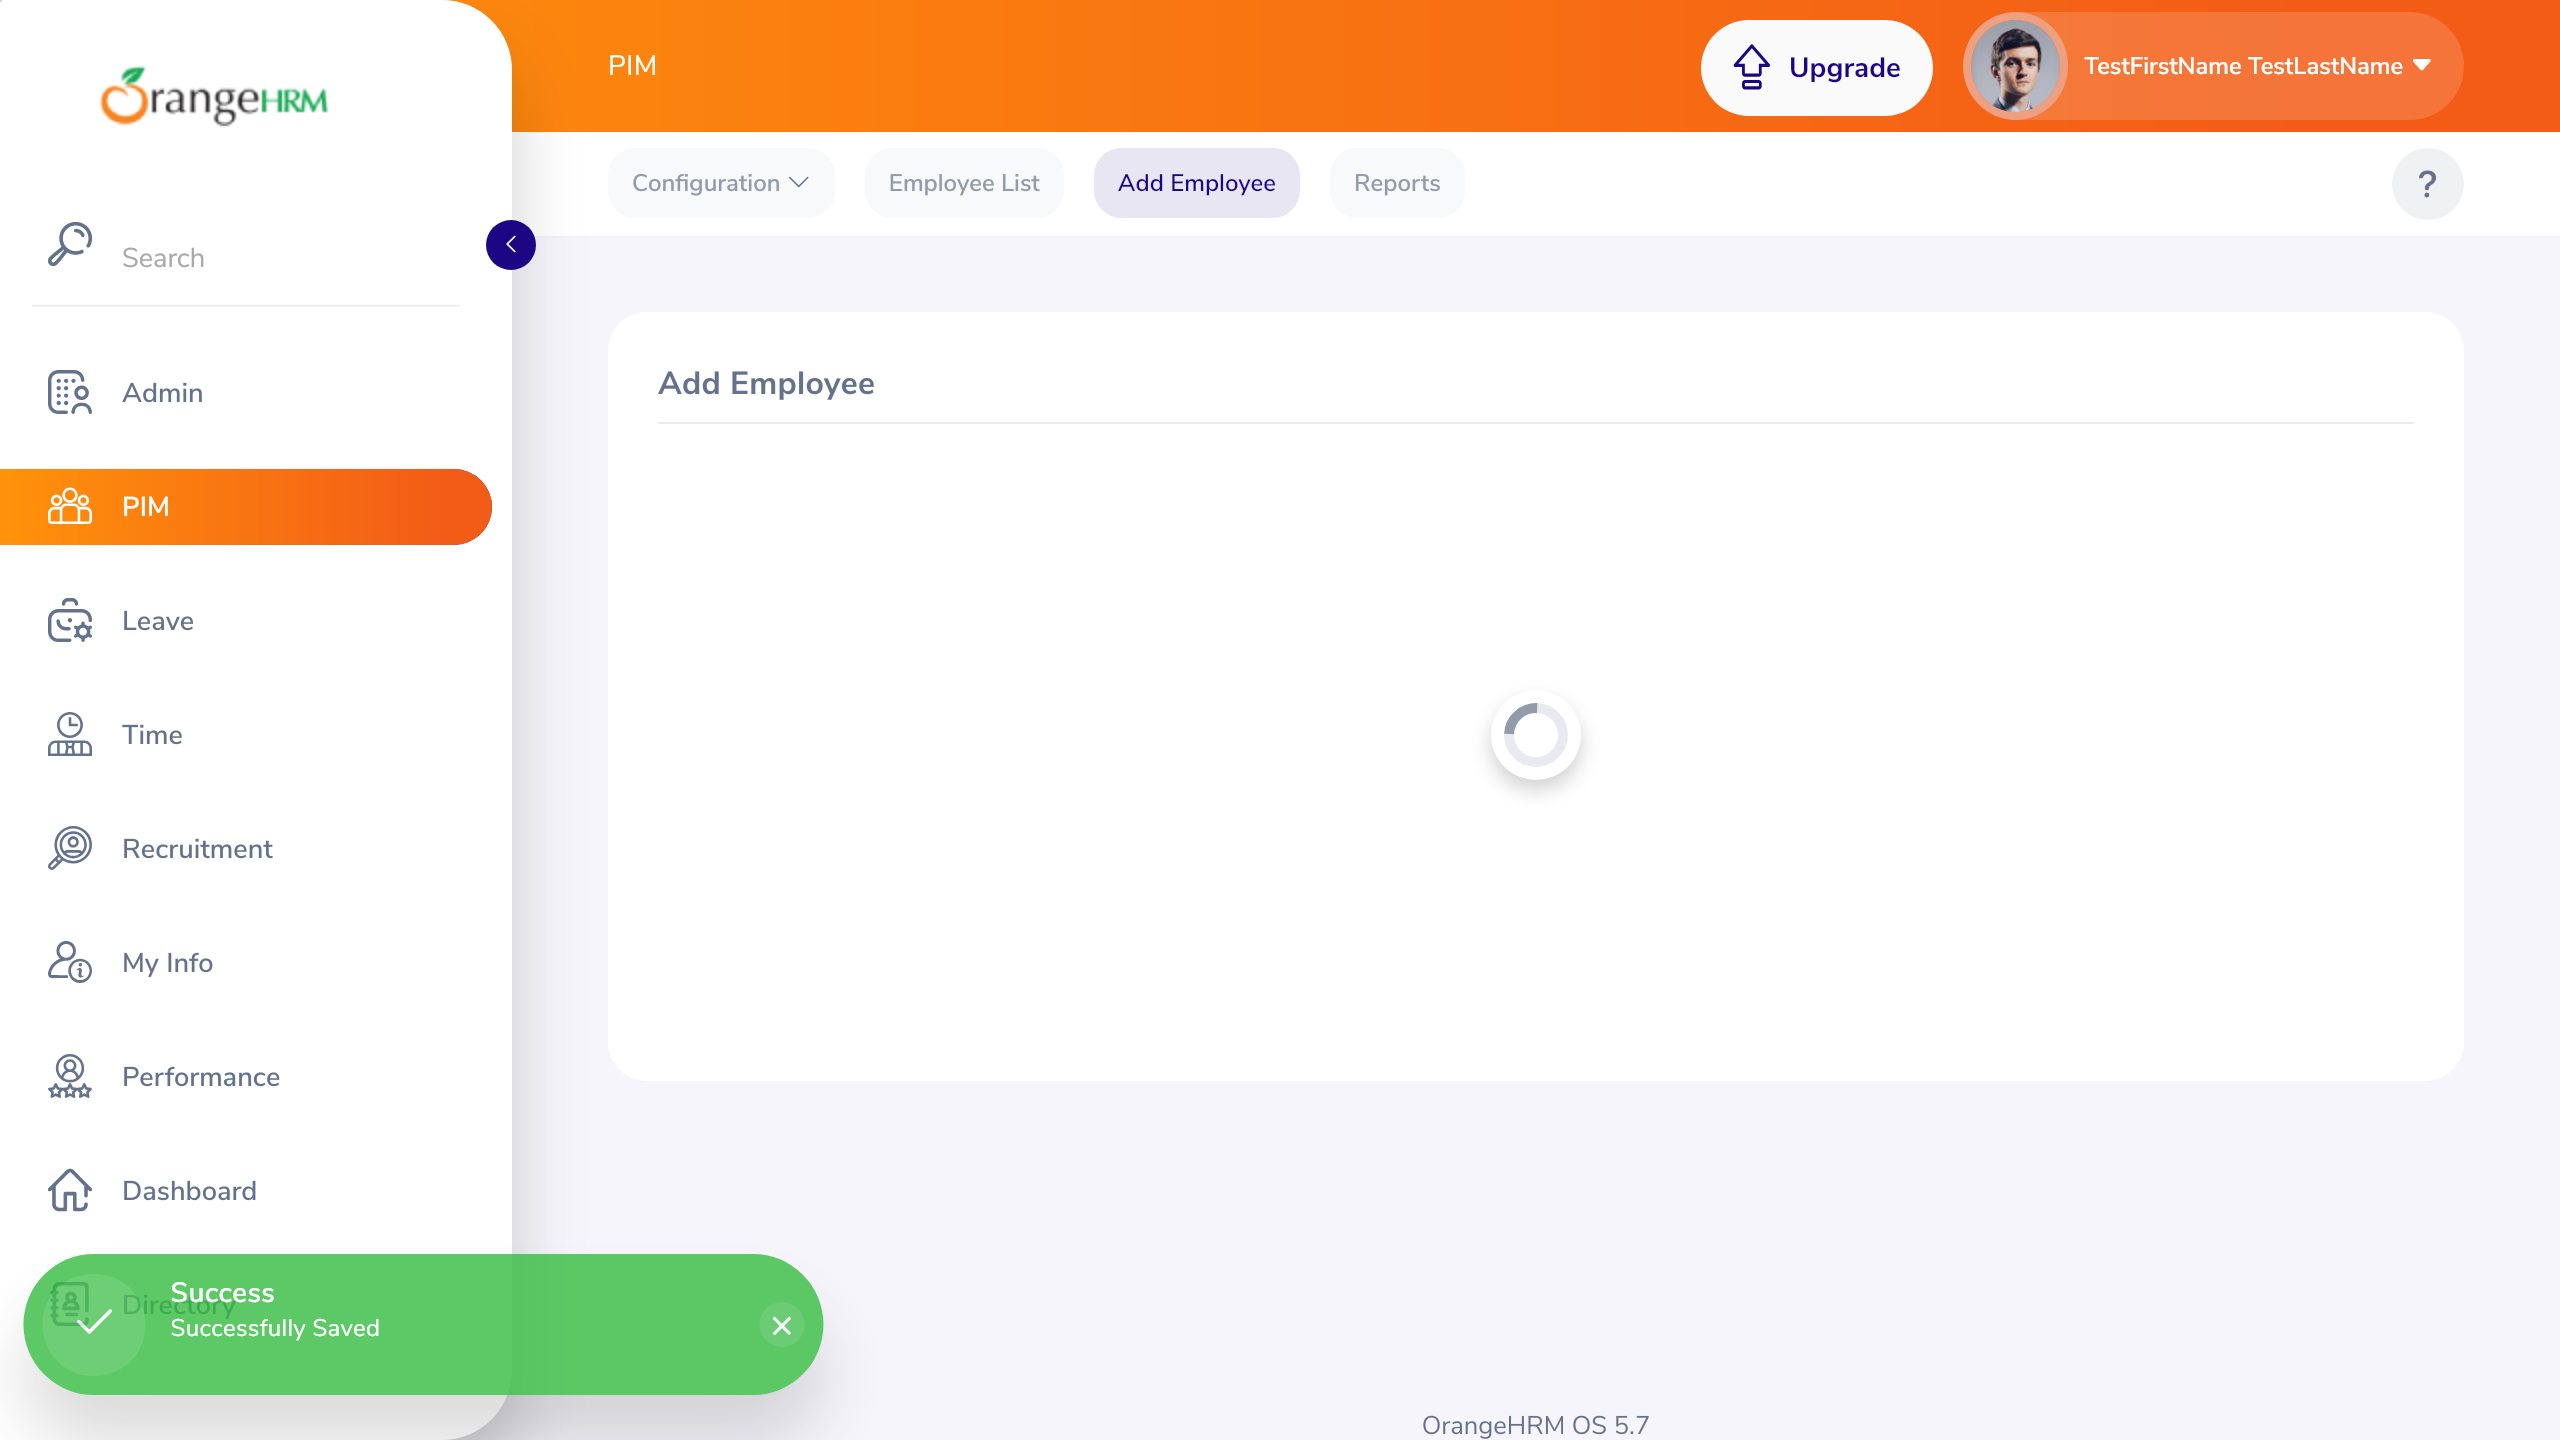 OrangeHRM
Search
Admin
PIM
Leave
Time
Recruitment
My Info
Performance
Dashboard
Directory
PIM
Upgrade
TestFirstName TestLastName
Configuration
Employee List
Add Employee
Reports
?
Add Employee
Success
Successfully Saved
OrangeHRM OS 5.7